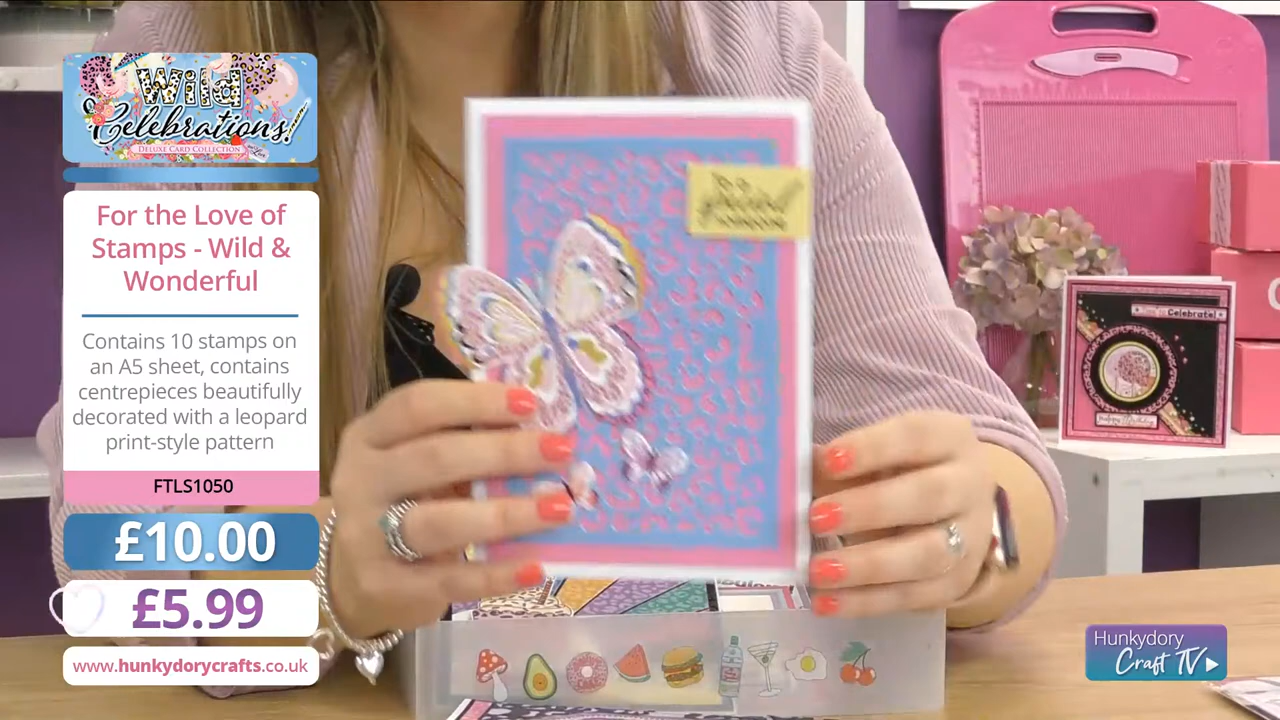 Wild
Celebrations!
DELUXE CARD COLLECTION
For the Love of
Stamps - Wild &
Wonderful
Contains 10 stamps on
an A5 sheet, contains
centrepieces beautifully
decorated with a leopard
print-style pattern
FTLS1050
£10.00
£5.99
www.hunkydorycrafts.co.uk
Celebrate!
Hunkydory
Craft TV